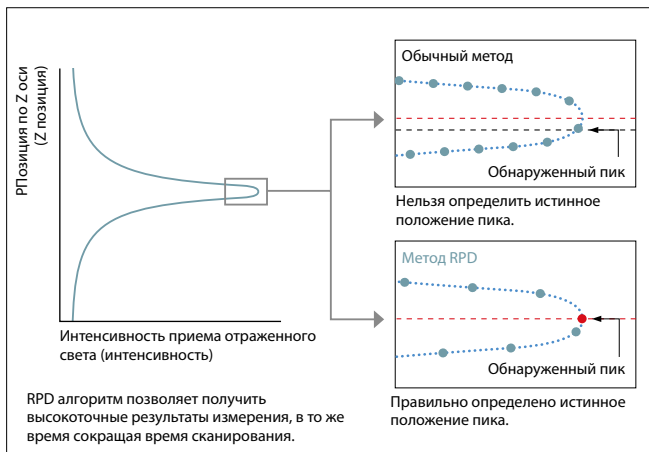 РПозиция по Z оси
(Z позиция)
Интенсивность приема отраженного
света (интенсивность)
RPD алгоритм позволяет получить
высокоточные результаты измерения, в то же
время сокращая время сканирования.
Обычный метод
Обнаруженный пик
Нельзя определить истинное
положение пика.
Метод RPD
Обнаруженный пик
Правильно определено истинное
положение пика.